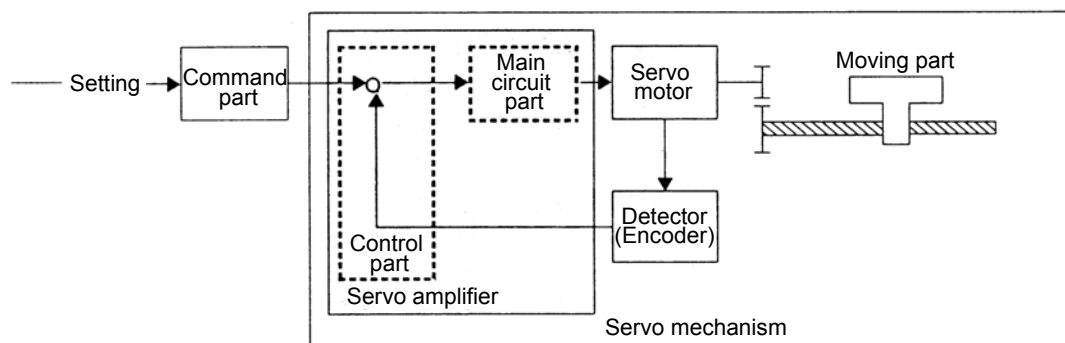 Setting
Command
part
Main
circuit
part
Servo
motor
Moving part
Detector
(Encoder)
Control
part
Servo amplifier
Servo mechanism